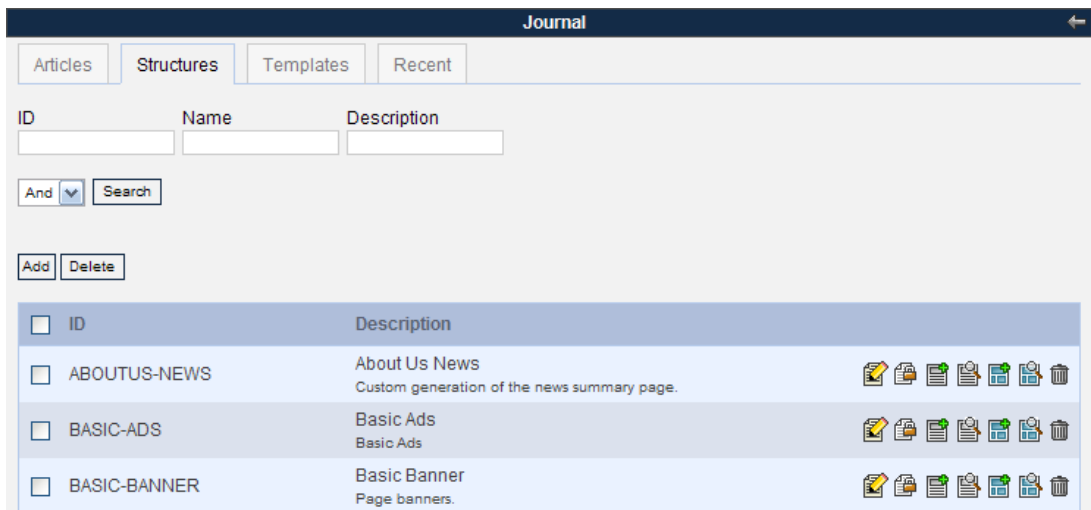 Journal
Articles Structures Templates Recent
ID Name Description
And Search
Add Delete
ID Description
ABOUTUS-NEWS About Us News
Custom generation of the news summary page.
BASIC-ADS Basic Ads
Basic Ads
BASIC-BANNER Basic Banner
Page banners.